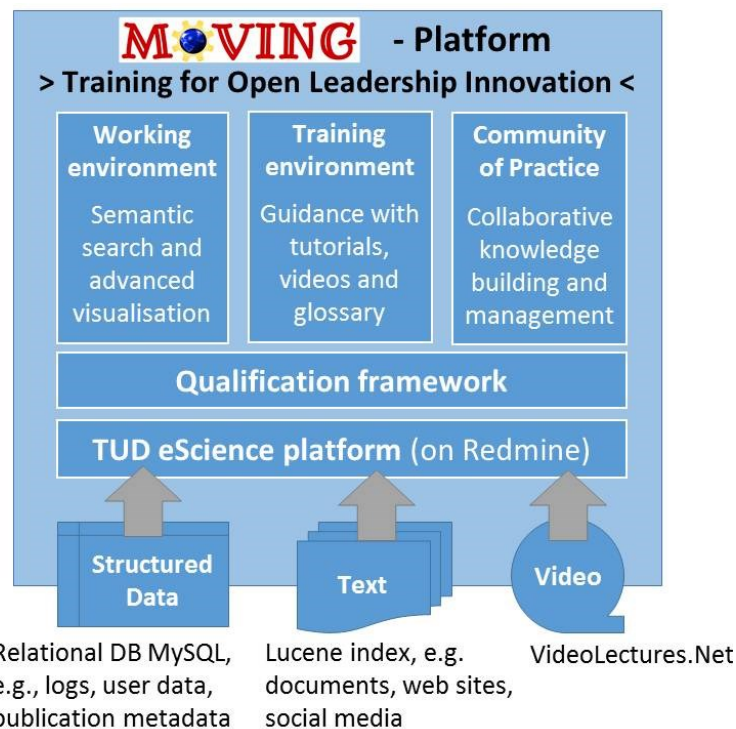 MOVING - Platform
> Training for Open Leadership Innovation <
Working
environment
Semantic
search and
advanced
visualisation
Training
environment
Guidance with
tutorials,
videos and
glossary
Community
of Practice
Collaborative
knowledge
building and
management
Qualification framework
TUD eScience platform (on Redmine)
Structured
Data
Text
Video
Relational DB MySQL,
e.g., logs, user data,
publication metadata
Lucene index, e.g.
documents, web sites,
social media
VideoLectures.Net